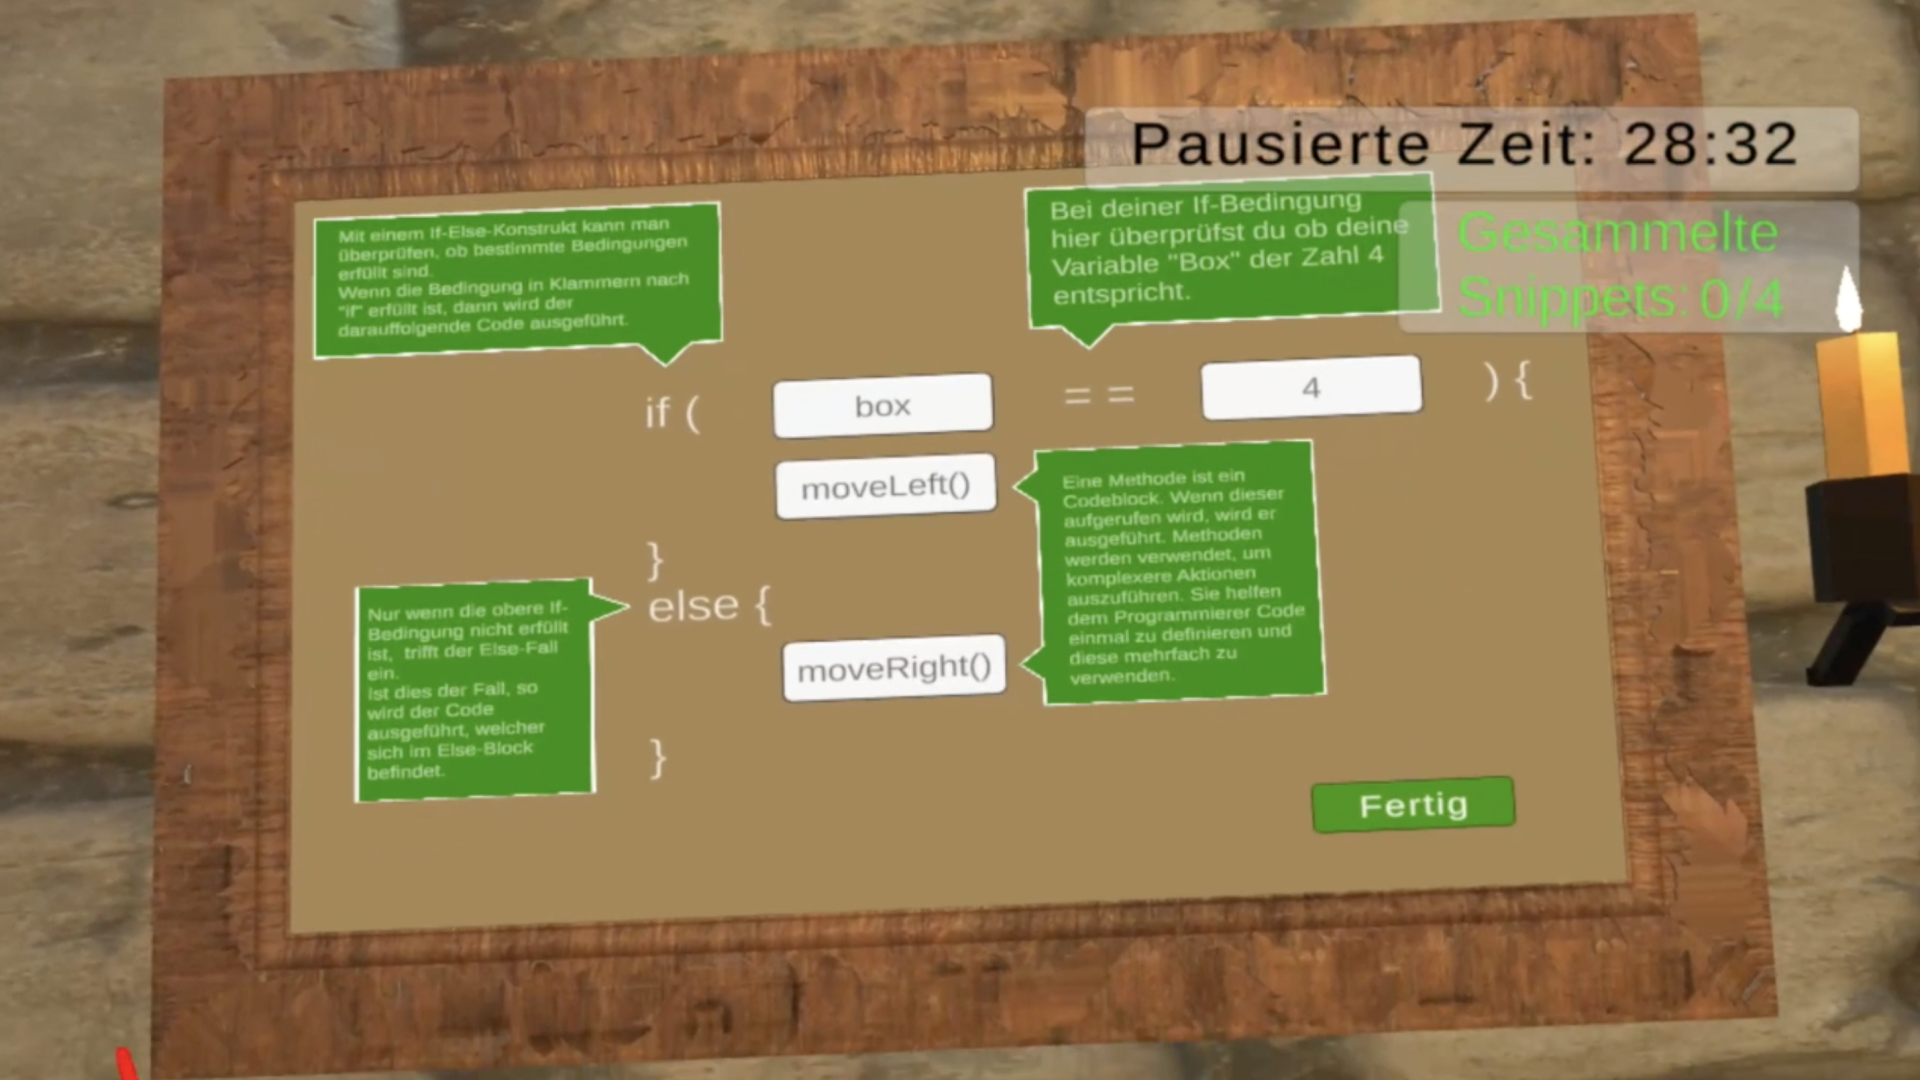 Pausierte Zeit: 28:32
Gesammelte
Snippets: 0/4
Mit einem If-Else-Konstrukt kann man
überprüfen, ob bestimmte Bedingungen
erfüllt sind.
Wenn die Bedingung in Klammern nach
"if" erfüllt ist, dann wird der
darauffolgende Code ausgeführt.
Bei deiner If-Bedingung
hier überprüfst du ob deine
Variable "Box" der Zahl 4
entspricht.
if ( box == 4 ) {
moveLeft()
Eine Methode ist ein
Codeblock. Wenn dieser
aufgerufen wird, wird er
ausgeführt. Methoden
werden verwendet, um
komplexere Aktionen
auszuführen. Sie helfen
dem Programmierer Code
einmal zu definieren und
diese mehrfach zu
verwenden.
}
else {
Nur wenn die obere If-
Bedingung nicht erfüllt
ist, trifft der Else-Fall
ein.
Ist dies der Fall, so
wird der Code
ausgeführt, welcher
sich im Else-Block
befindet.
moveRight()
}
Fertig